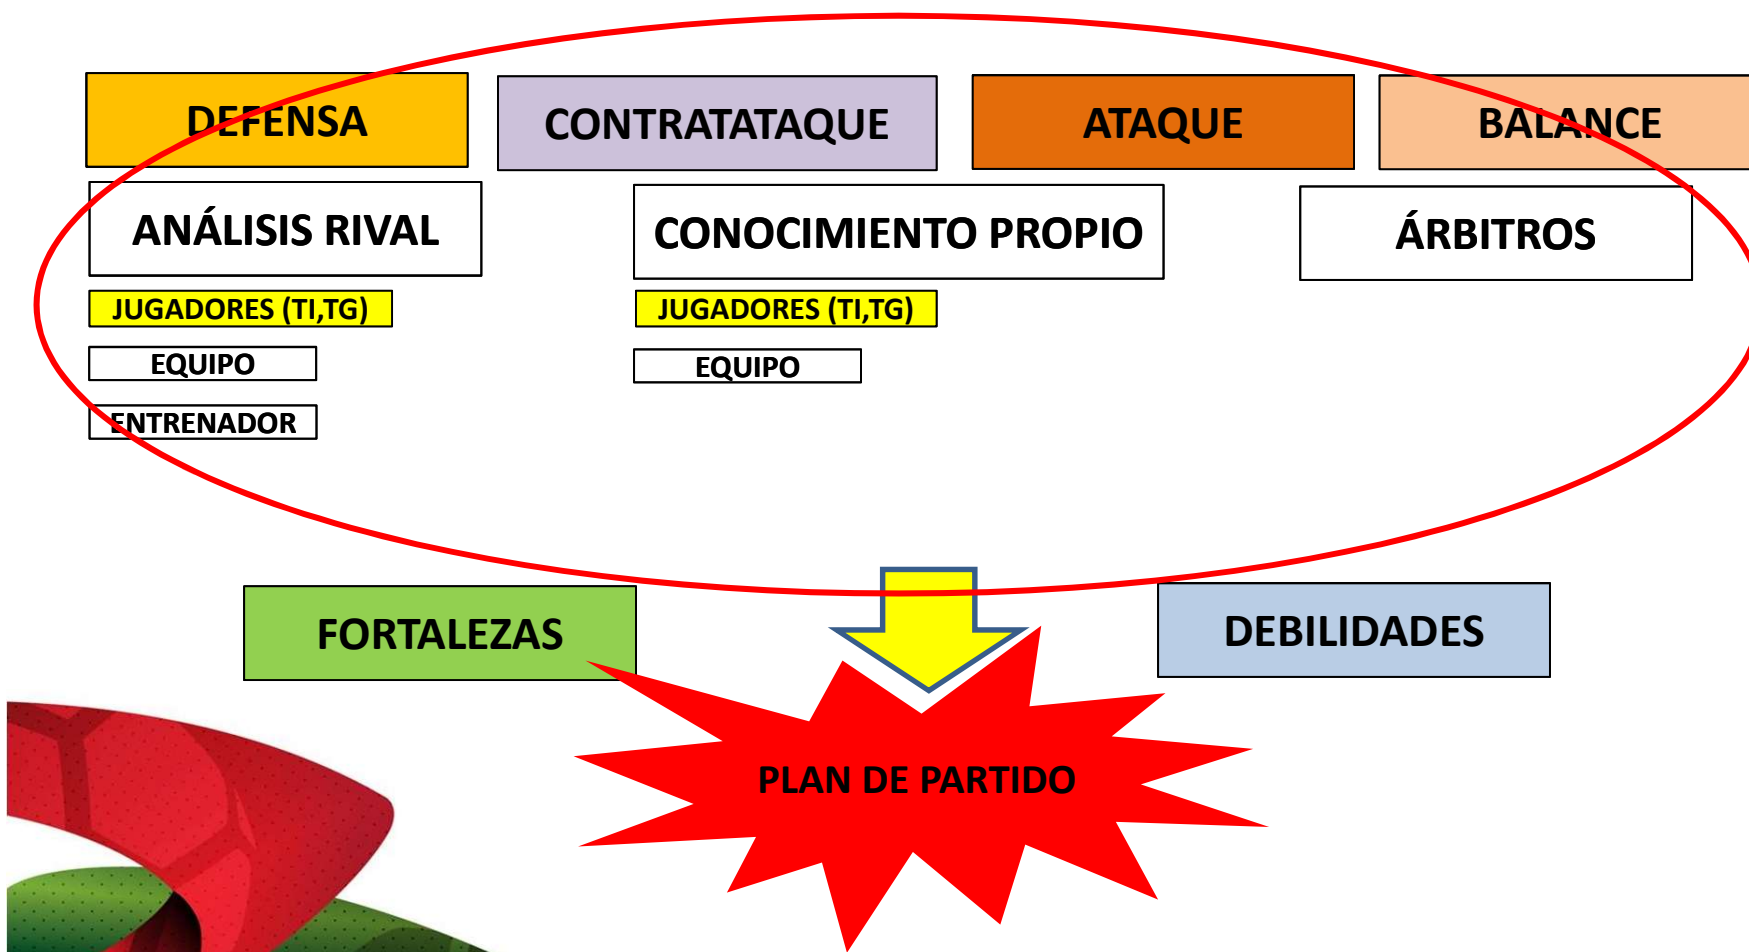 DEFENSA
CONTRATATAQUE
ATAQUE
BALANCE
ANÁLISIS RIVAL
CONOCIMIENTO PROPIO
ÁRBITROS
JUGADORES (TI,TG)
JUGADORES (TI,TG)
EQUIPO
EQUIPO
ENTRENADOR
FORTALEZAS
DEBILIDADES
PLAN DE PARTIDO